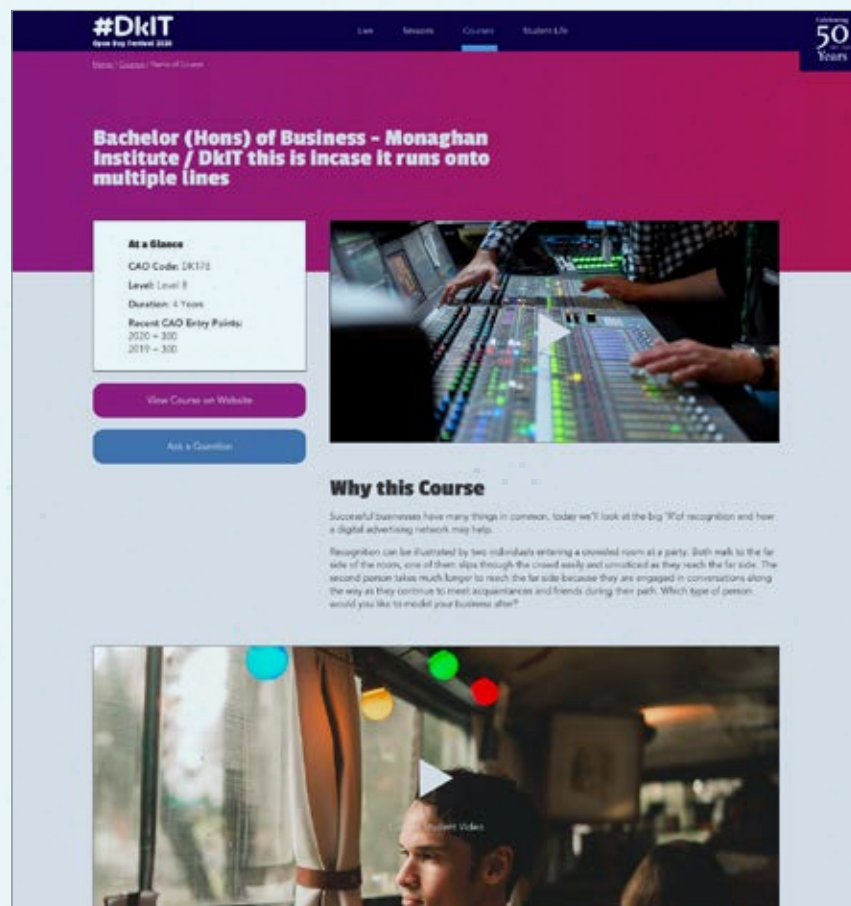 #DkIT
Open Day Festival 2020
Live Sessions Courses Student Life
Celebrating
50
Years
Home / Courses / Name of Course
Bachelor (Hons) of Business – Monaghan
Institute / DkIT this is incase it runs onto
multiple lines
At a Glance
CAO Code: DK178
Level: Level 8
Duration: 4 Years
Recent CAO Entry Points:
2020 – 300
2019 – 300
View Course on Website
Ask a Question
Why this Course
Successful businesses have many things in common, today we'll look at the big 'R' of recognition and how
a digital advertising network may help.
Recognition can be illustrated by two individuals entering a crowded room at a party. Both walk to the far
side of the room, one of them slips through the crowd easily and unnoticed as they reach the far side. The
second person takes much longer to reach the far side because they are engaged in conversations along
the way as they continue to meet acquaintances and friends during their path. Which type of person
would you like to model your business after?
Student Video